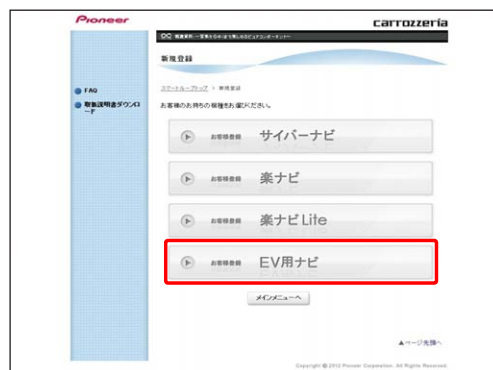 Pioneer
carrozzeria
新規登録
FAQ
取扱説明書ダウンロ
ード
スマートループトップ > 新規登録
お客様のお持ちの機種をお選びください。
お客様登録 サイバーナビ
お客様登録 楽ナビ
お客様登録 楽ナビLite
お客様登録 EV用ナビ
メインメニューへ
▲ページ先頭へ
Copyright © 2012 Pioneer Corporation. All Rights Reserved.